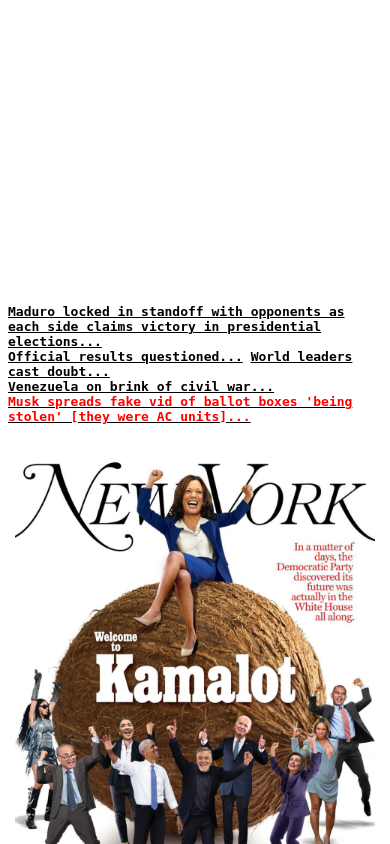 Maduro locked in standoff with opponents as
each side claims victory in presidential
elections...
Official results questioned... World leaders
cast doubt...
Venezuela on brink of civil war...
Musk spreads fake vid of ballot boxes 'being
stolen' [they were AC units]...
NEW YORK
In a matter of
days, the
Democratic Party
discovered its
future was
actually in the
White House
all along.
Welcome
to
Kamalot